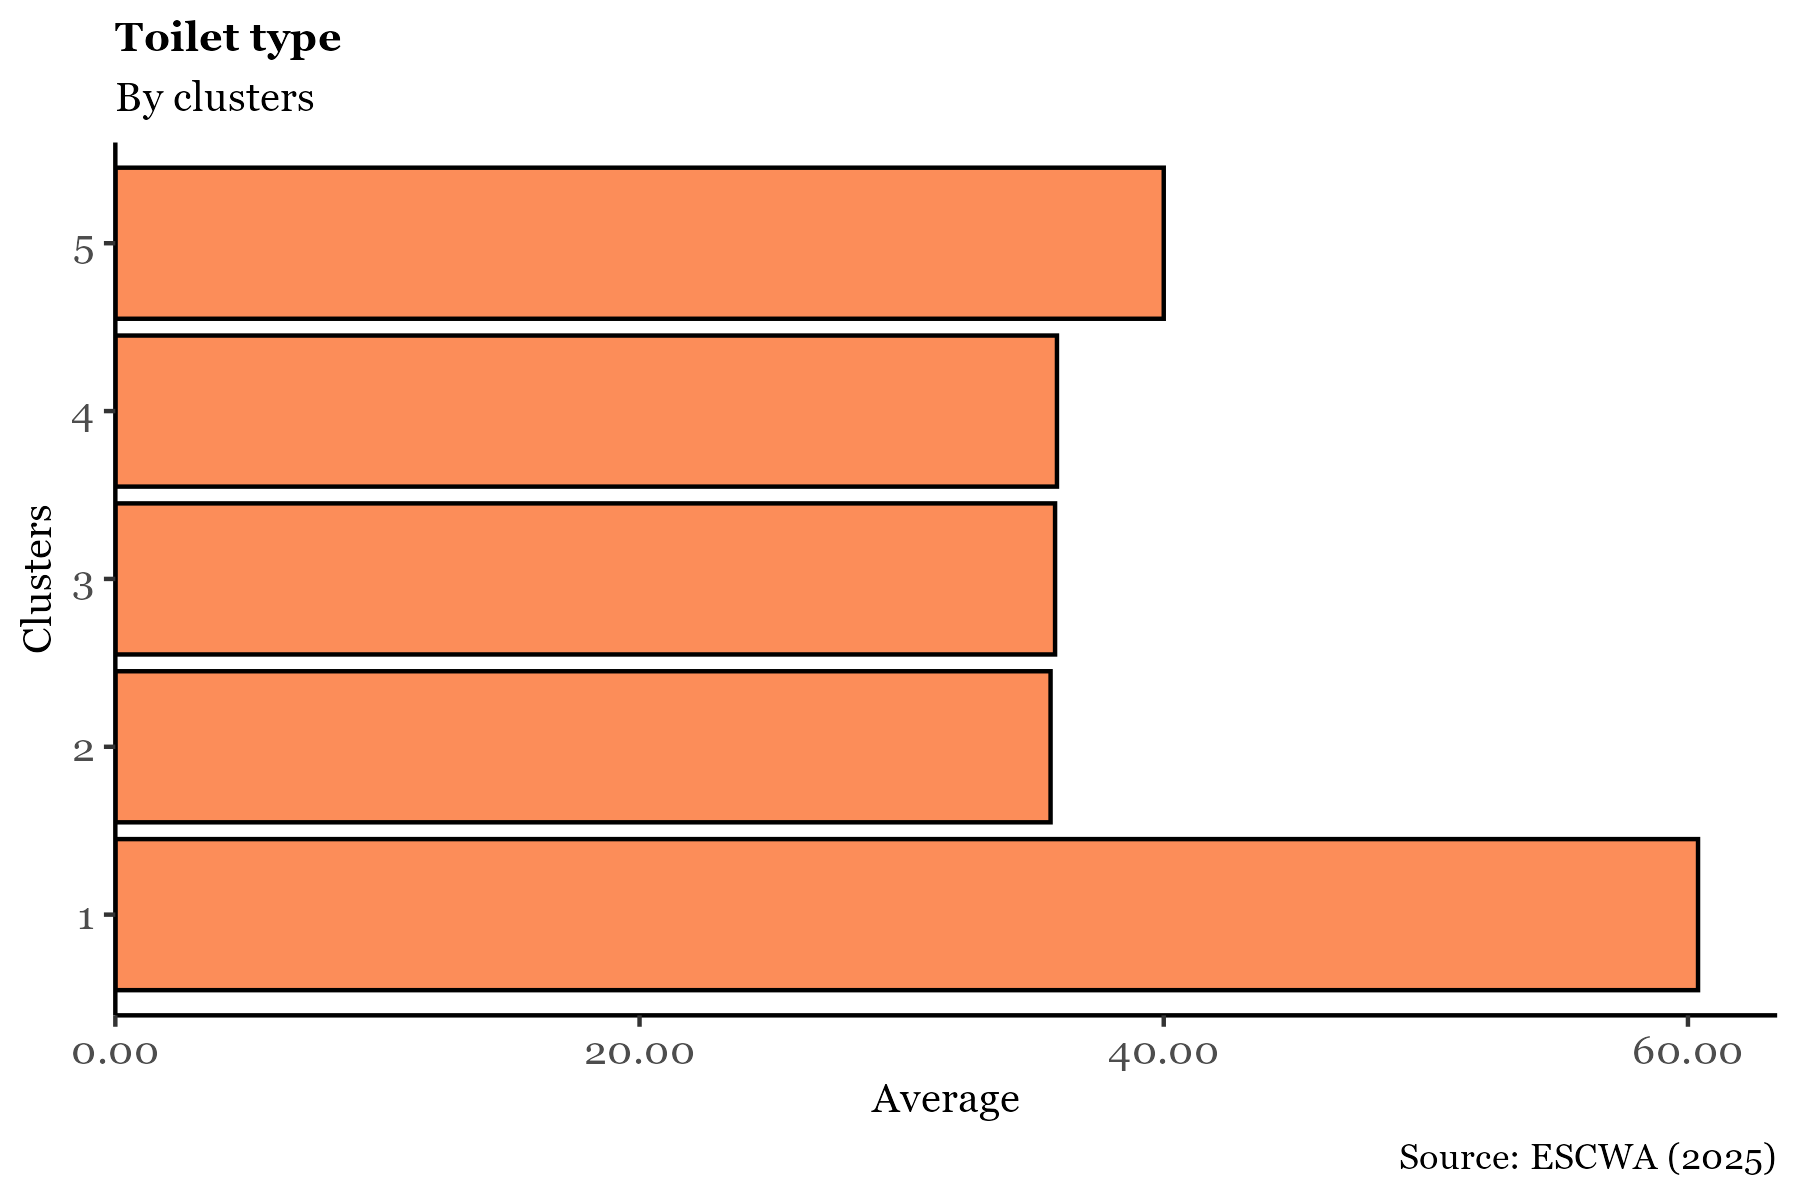 Toilet type
By clusters
5
4
3
2
1
Clusters
0.00 20.00 40.00 60.00
Average
Source: ESCWA (2025)